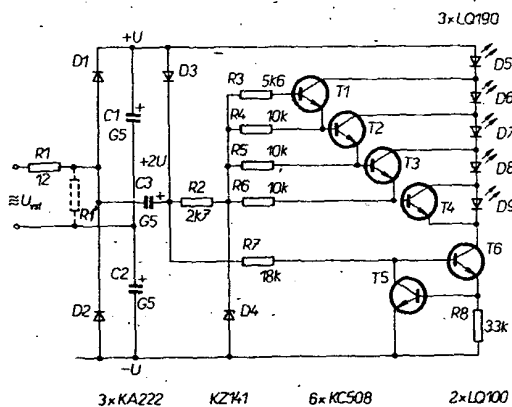 3×LQ190
+U
D1
D3
D5
R3 5k6
T1
D6
C1 +
G5
R4 10k
T2
D7
+2U
R5 10k
T3
D8
R1
12
C3 +
G5
R2
2k7
R6 10k
T4
D9
≅Uvst
R1'
R7
18k
T6
C2 +
G5
T5
D2
D4
R8
33k
-U
3×KA222 KZ141 6×KC508 2×LQ100